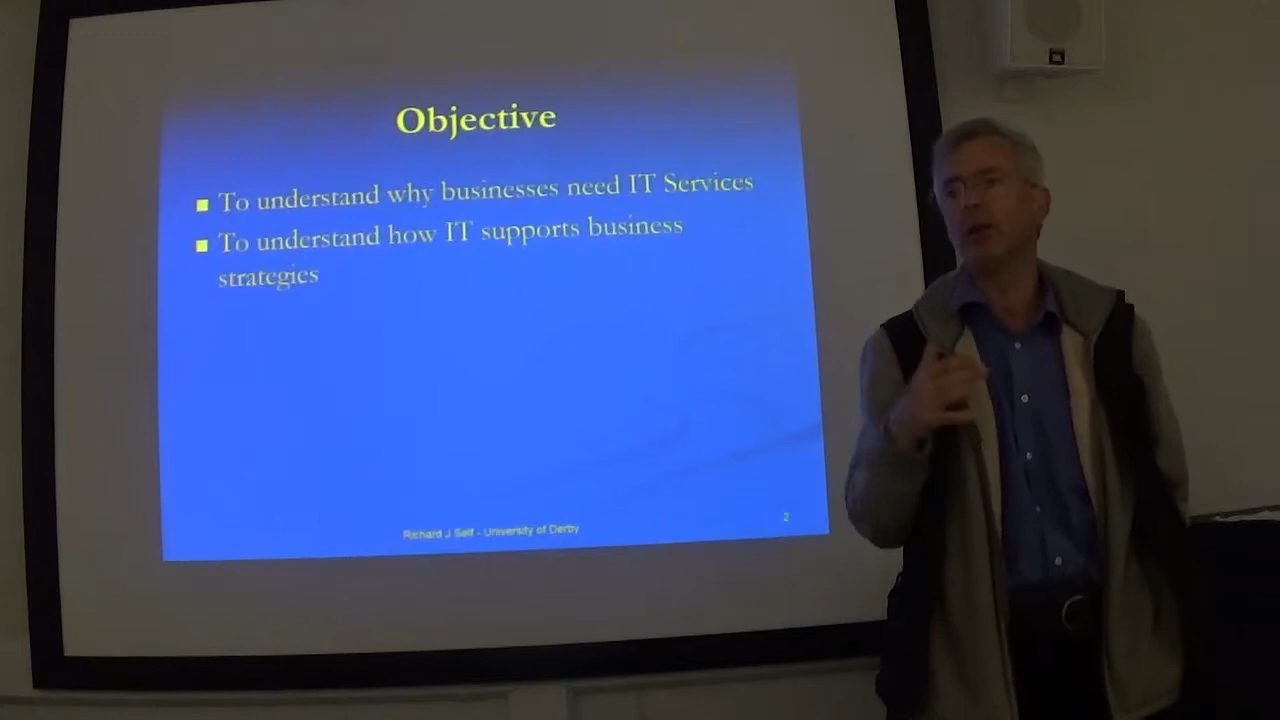 Objective
To understand why businesses need IT Services
To understand how IT supports business
strategies
Richard J Self - University of Derby
2
JBL